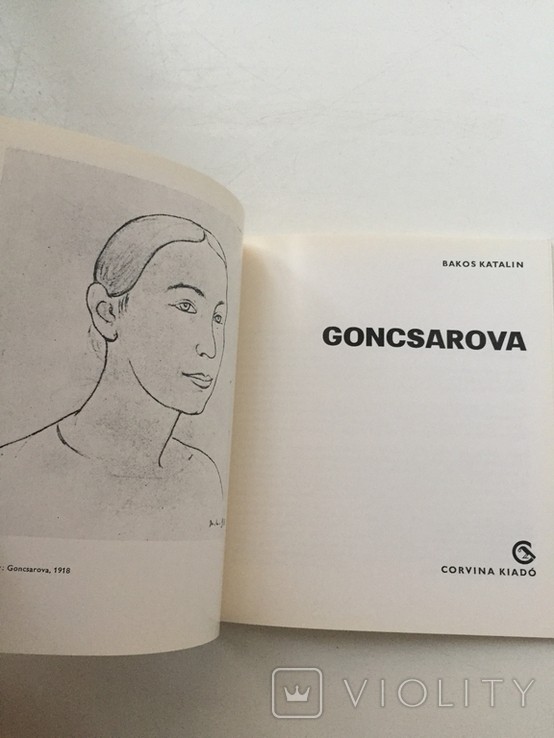 : Goncsarova, 1918
BAKOS KATALIN
GONCSAROVA
CORVINA KIADÓ
VIOLITY